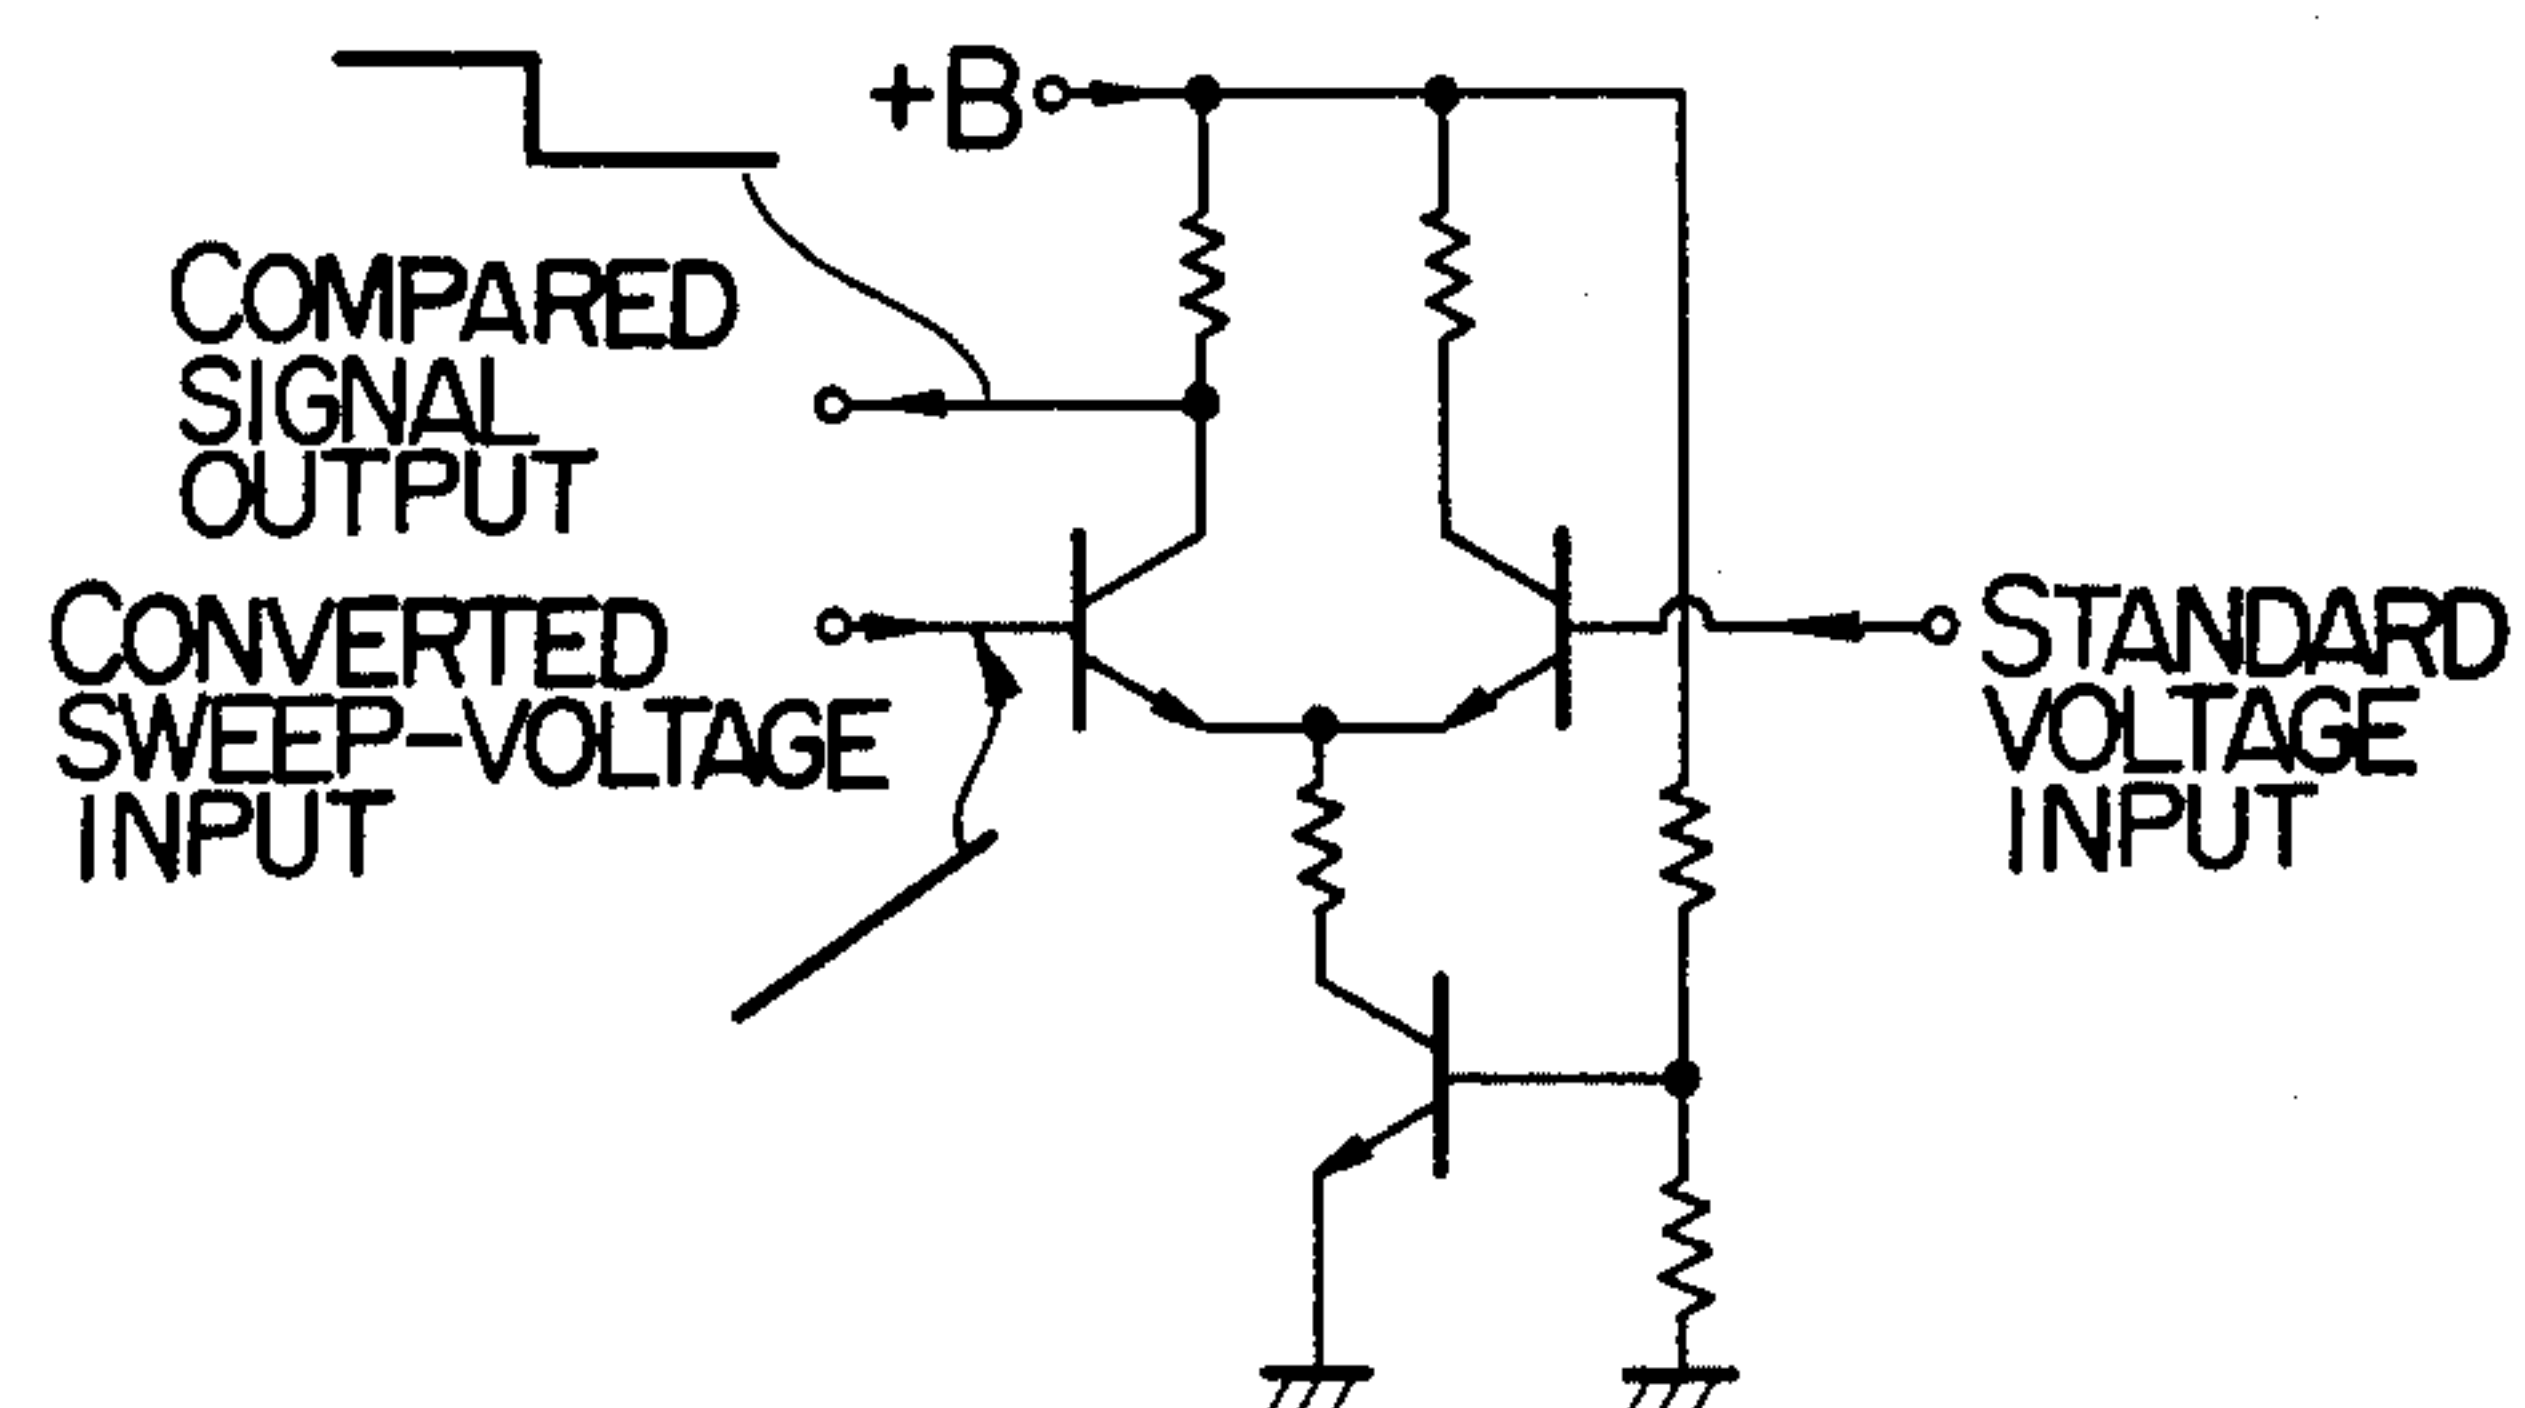 +B
COMPARED
SIGNAL
OUTPUT
CONVERTED
SWEEP-VOLTAGE
INPUT
STANDARD
VOLTAGE
INPUT